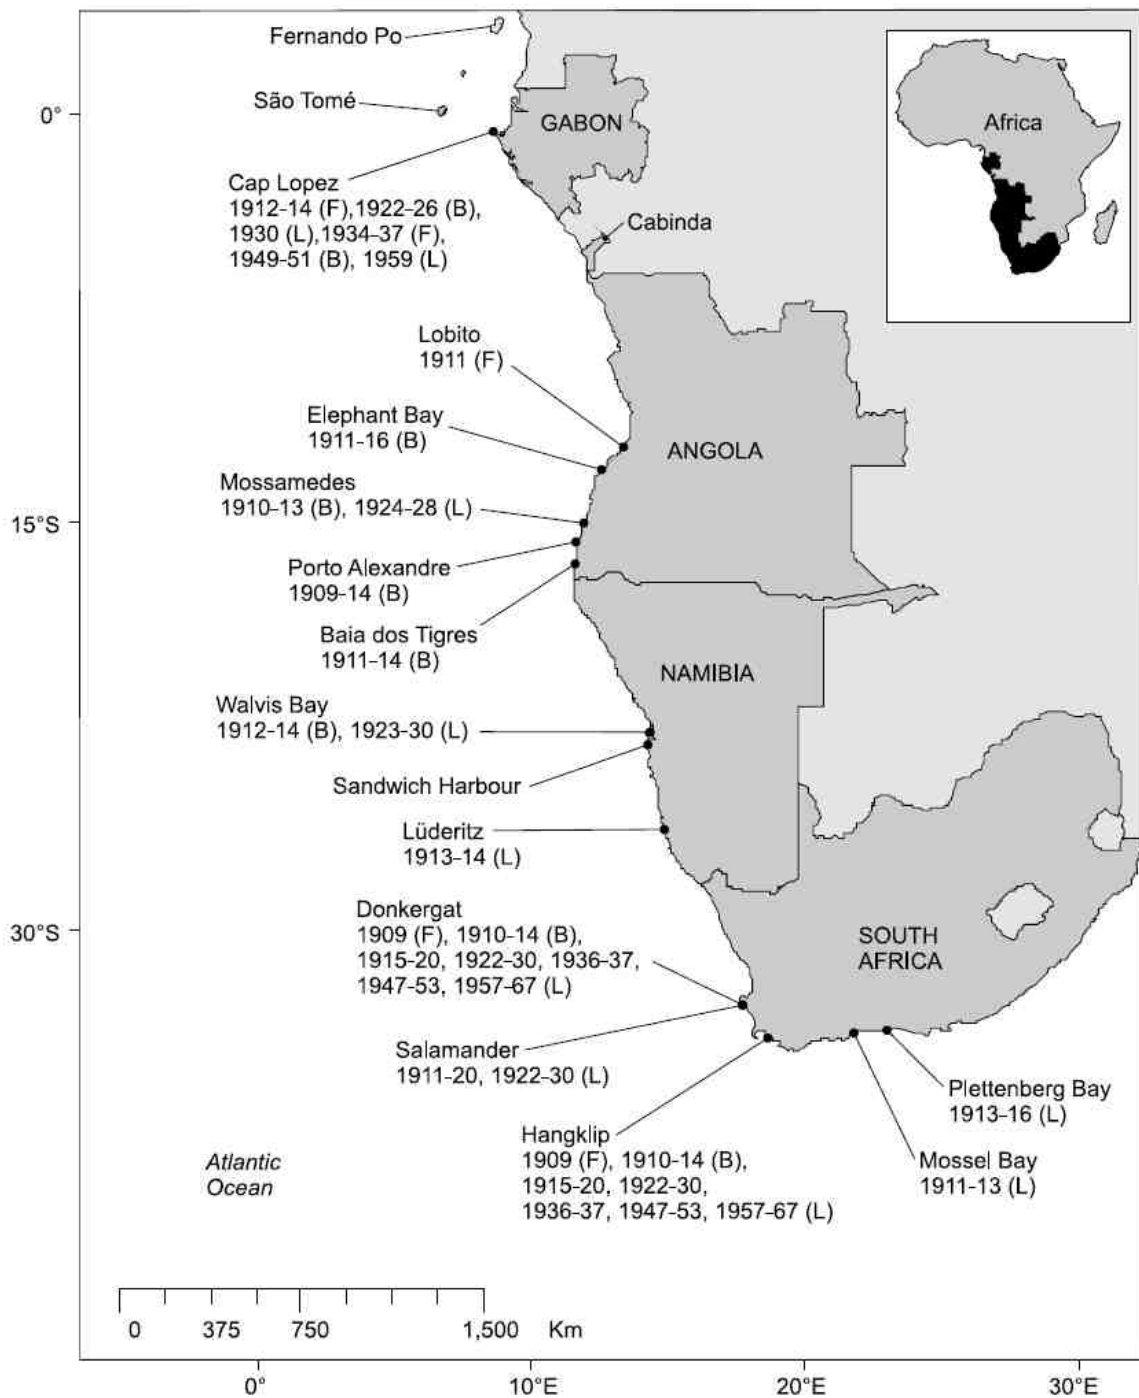 Fernando Po
São Tomé
0°
GABON
Africa
Cap Lopez
1912-14 (F),1922-26 (B),
1930 (L),1934-37 (F),
1949-51 (B), 1959 (L)
Cabinda
Lobito
1911 (F)
Elephant Bay
1911-16 (B)
ANGOLA
Mossamedes
1910-13 (B), 1924-28 (L)
15°S
Porto Alexandre
1909-14 (B)
Baia dos Tigres
1911-14 (B)
NAMIBIA
Walvis Bay
1912-14 (B), 1923-30 (L)
Sandwich Harbour
Lüderitz
1913-14 (L)
Donkergat
1909 (F), 1910-14 (B),
1915-20, 1922-30, 1936-37,
1947-53, 1957-67 (L)
30°S
SOUTH
AFRICA
Salamander
1911-20, 1922-30 (L)
Plettenberg Bay
1913-16 (L)
Hangklip
1909 (F), 1910-14 (B),
1915-20, 1922-30,
1936-37, 1947-53, 1957-67 (L)
Mossel Bay
1911-13 (L)
Atlantic
Ocean
0 375 750 1,500 Km
0° 10°E 20°E 30°E